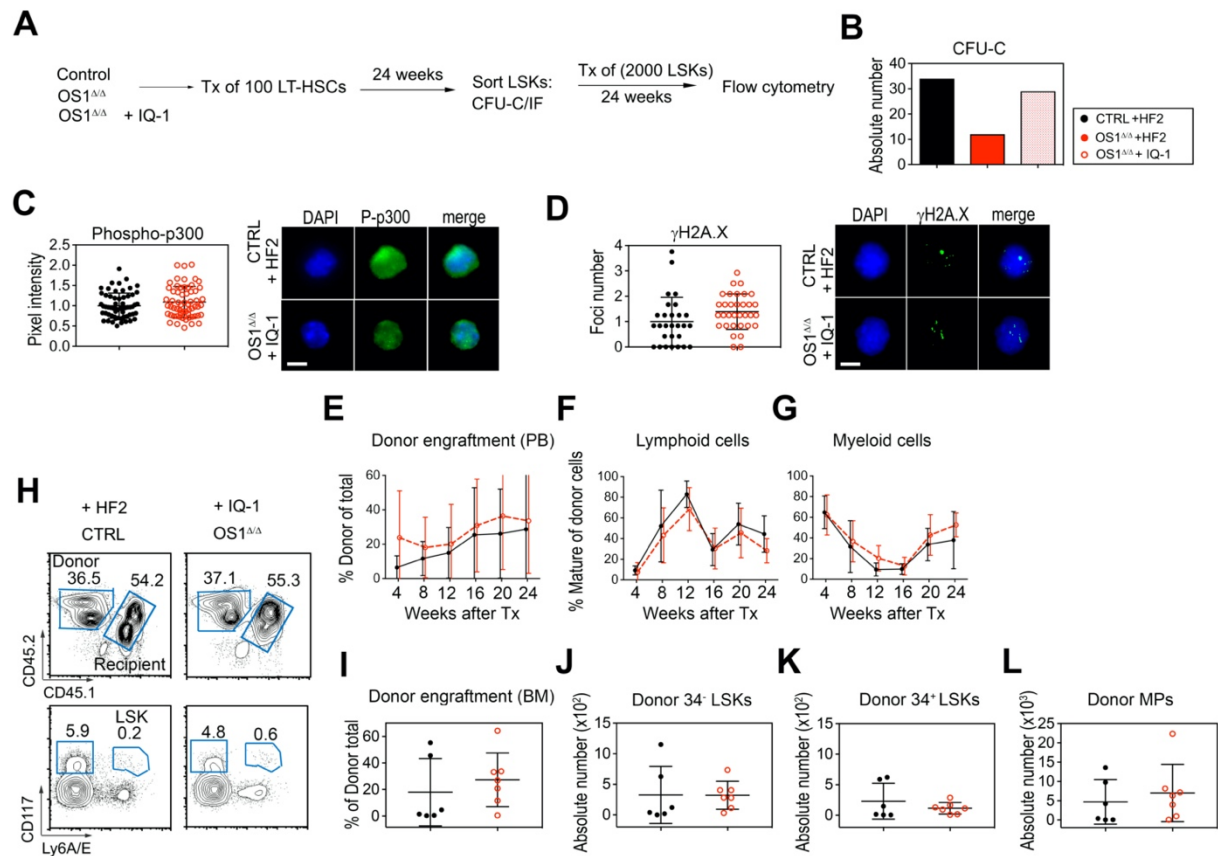 A
Control
OS1Δ/Δ
OS1Δ/Δ + IQ-1
Tx of 100 LT-HSCs
24 weeks
Sort LSKs:
CFU-C/IF
Tx of (2000 LSKs)
24 weeks
Flow cytometry
B
CFU-C
Absolute number
40
30
20
10
0
CTRL +HF2
OS1Δ/Δ +HF2
OS1Δ/Δ + IQ-1
C
Phospho-p300
Pixel intensity
2.5
2.0
1.5
1.0
0.5
0.0
DAPI P-p300 merge
CTRL + HF2
OS1Δ/Δ + IQ-1
D
γH2A.X
Foci number
4
3
2
1
0
DAPI γH2A.X merge
CTRL + HF2
OS1Δ/Δ + IQ-1
E
Donor engraftment (PB)
% Donor of total
60
40
20
0
4 8 12 16 20 24
Weeks after Tx
F
Lymphoid cells
% Mature of donor cells
100
80
60
40
20
0
4 8 12 16 20 24
Weeks after Tx
G
Myeloid cells
100
80
60
40
20
0
4 8 12 16 20 24
Weeks after Tx
H
+ HF2
CTRL
+ IQ-1
OS1Δ/Δ
Donor
36.5 54.2
Recipient
37.1 55.3
CD45.2
CD45.1
LSK
5.9 0.2
4.8 0.6
CD117
Ly6A/E
I
Donor engraftment (BM)
% of Donor total
60
40
20
0
J
Donor 34- LSKs
Absolute number (x10²)
15
10
5
0
K
Donor 34+ LSKs
Absolute number (x10²)
15
10
5
0
L
Donor MPs
Absolute number (x10³)
25
20
15
10
5
0